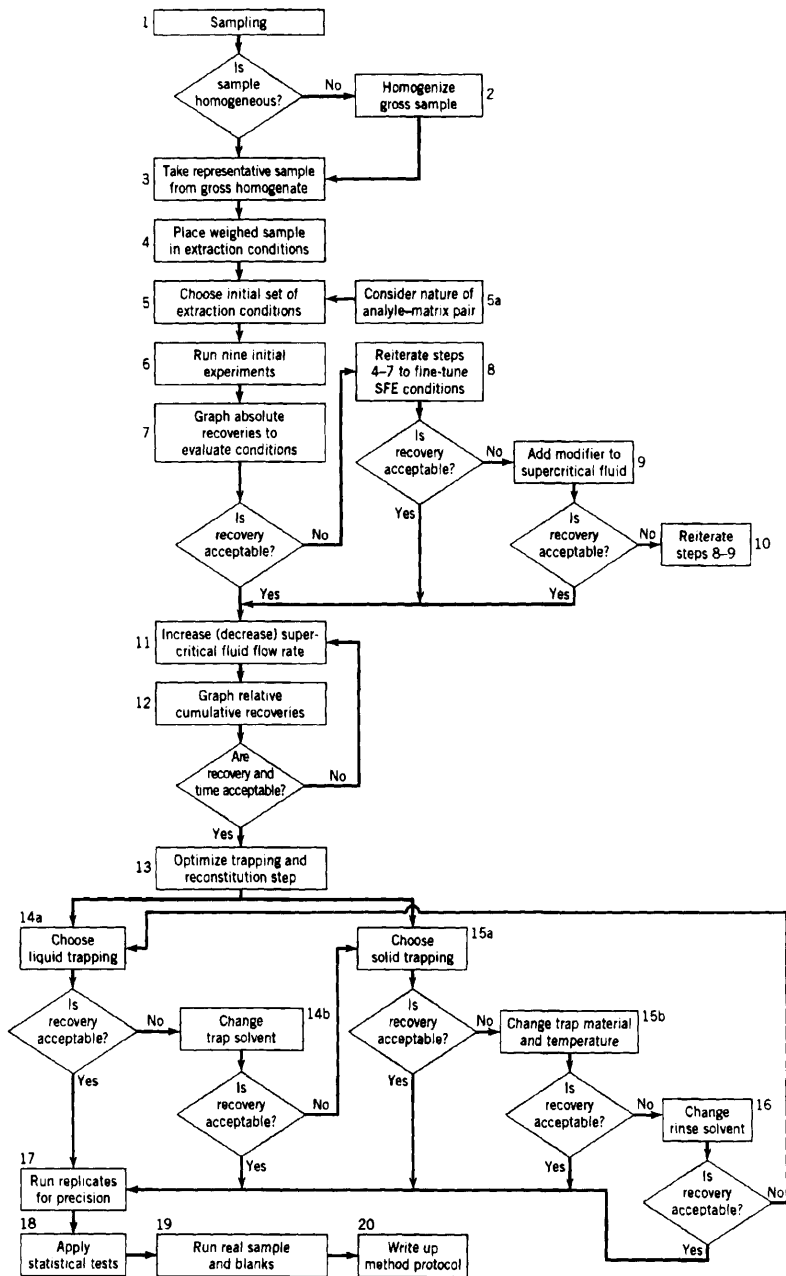 1
Sampling
Is
sample
homogeneous?
No
Homogenize
gross sample
2
3
Take representative sample
from gross homogenate
4
Place weighed sample
in extraction conditions
5
Choose initial set of
extraction conditions
Consider nature of
analyle–matrix pair
5a
6
Run nine initial
experiments
7
Graph absolute
recoveries to
evaluate conditions
Reiterate steps
4–7 to fine-tune
SFE conditions
8
Is
recovery
acceptable?
No
Is
recovery
acceptable?
No
Yes
Add modifier to
supercritical fluid
9
Is
recovery
acceptable?
No
Reiterate
steps 8–9
10
Yes
Yes
11
Increase (decrease) super-
critical fluid flow rate
12
Graph relative
cumulative recoveries
Are
recovery and
time acceptable?
No
Yes
13
Optimize trapping and
reconstitution step
14a
Choose
liquid trapping
Is
recovery
acceptable?
No
Yes
Change
trap solvent
14b
Is
recovery
acceptable?
No
Yes
Choose
solid trapping
15a
Is
recovery
acceptable?
No
Yes
Change trap material
and temperature
15b
Is
recovery
acceptable?
No
Yes
Change
rinse solvent
16
Is
recovery
acceptable?
No
Yes
17
Run replicates
for precision
18
Apply
statistical tests
19
Run real sample
and blanks
20
Write up
method protocol